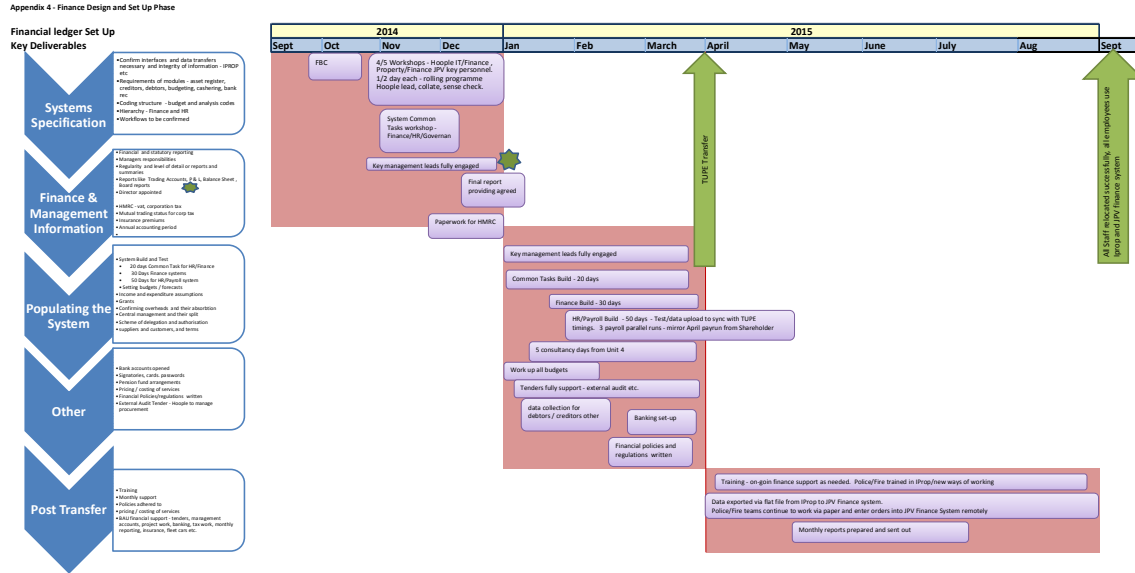 Appendix 4 - Finance Design and Set Up Phase
Financial ledger Set Up
Key Deliverables
2014
2015
Sept
Oct
Nov
Dec
Jan
Feb
March
April
May
June
July
Aug
Sept
Systems
Specification
•Confirm interfaces and data transfers
necessary and integrity of information - IPROP
etc
•Requirements of modules - asset register,
creditors, debtors, budgeting, cashering, bank
rec
•Coding structure - budget and analysis codes
•Hierarchy - Finance and HR
•Workflows to be confirmed
Finance &
Management
Information
•Financial and statutory reporting
•Managers responsibilities
•Regularity and level of detail or reports and
summaries
•Reports like Trading Accounts, P & L, Balance Sheet ,
Board reports
•Director appointed
•HMRC - vat, corporation tax
•Mutual trading status for corp tax
•Insurance premiums
•Annual accounting period
•
Populating the
System
•System Build and Test
• 20 days Common Task for HR/Finance
• 30 Days Finance systems
• 50 Days for HR/Payroll system
• Setting budgets / forecasts
•Income and expenditure assumptions
•Grants
•Confirming overheads and their absorbtion
•Central management and their split
•Scheme of delegation and authorisation
•suppliers and customers, and terms
Other
•Bank accounts opened
•Signatories, cards. passwords
•Pension fund arrangements
•Pricing / costing of services
•Financial Policies/regulations written
•External Audit Tender - Hoople to manage
procurement
Post Transfer
•Training
•Monthly support
•Policies adhered to
•pricing / costing of services
•BAU financial support - tenders, management
accounts, project work, banking, tax work, monthly
reporting, insurance, fleet cars etc.
FBC
4/5 Workshops - Hoople IT/Finance ,
Property/Finance JPV key personnel.
1/2 day each - rolling programme
Hoople lead, collate, sense check.
System Common
Tasks workshop -
Finance/HR/Governan
Key management leads fully engaged
Final report
providing agreed
Paperwork for HMRC
Key management leads fully engaged
Common Tasks Build - 20 days
Finance Build - 30 days
HR/Payroll Build - 50 days - Test/data upload to sync with TUPE
timings. 3 payroll parallel runs - mirror April payrun from Shareholder
5 consultancy days from Unit 4
Work up all budgets
Tenders fully support - external audit etc.
data collection for
debtors / creditors other
Banking set-up
Financial policies and
regulations written
TUPE Transfer
All Staff relocated successfully, all employees use
Iprop and JPV finance system
Training - on-goin finance support as needed. Police/Fire trained in IProp/new ways of working
Data exported via flat file from IProp to JPV Finance system.
Police/Fire teams continue to work via paper and enter orders into JPV Finance System remotely
Monthly reports prepared and sent out